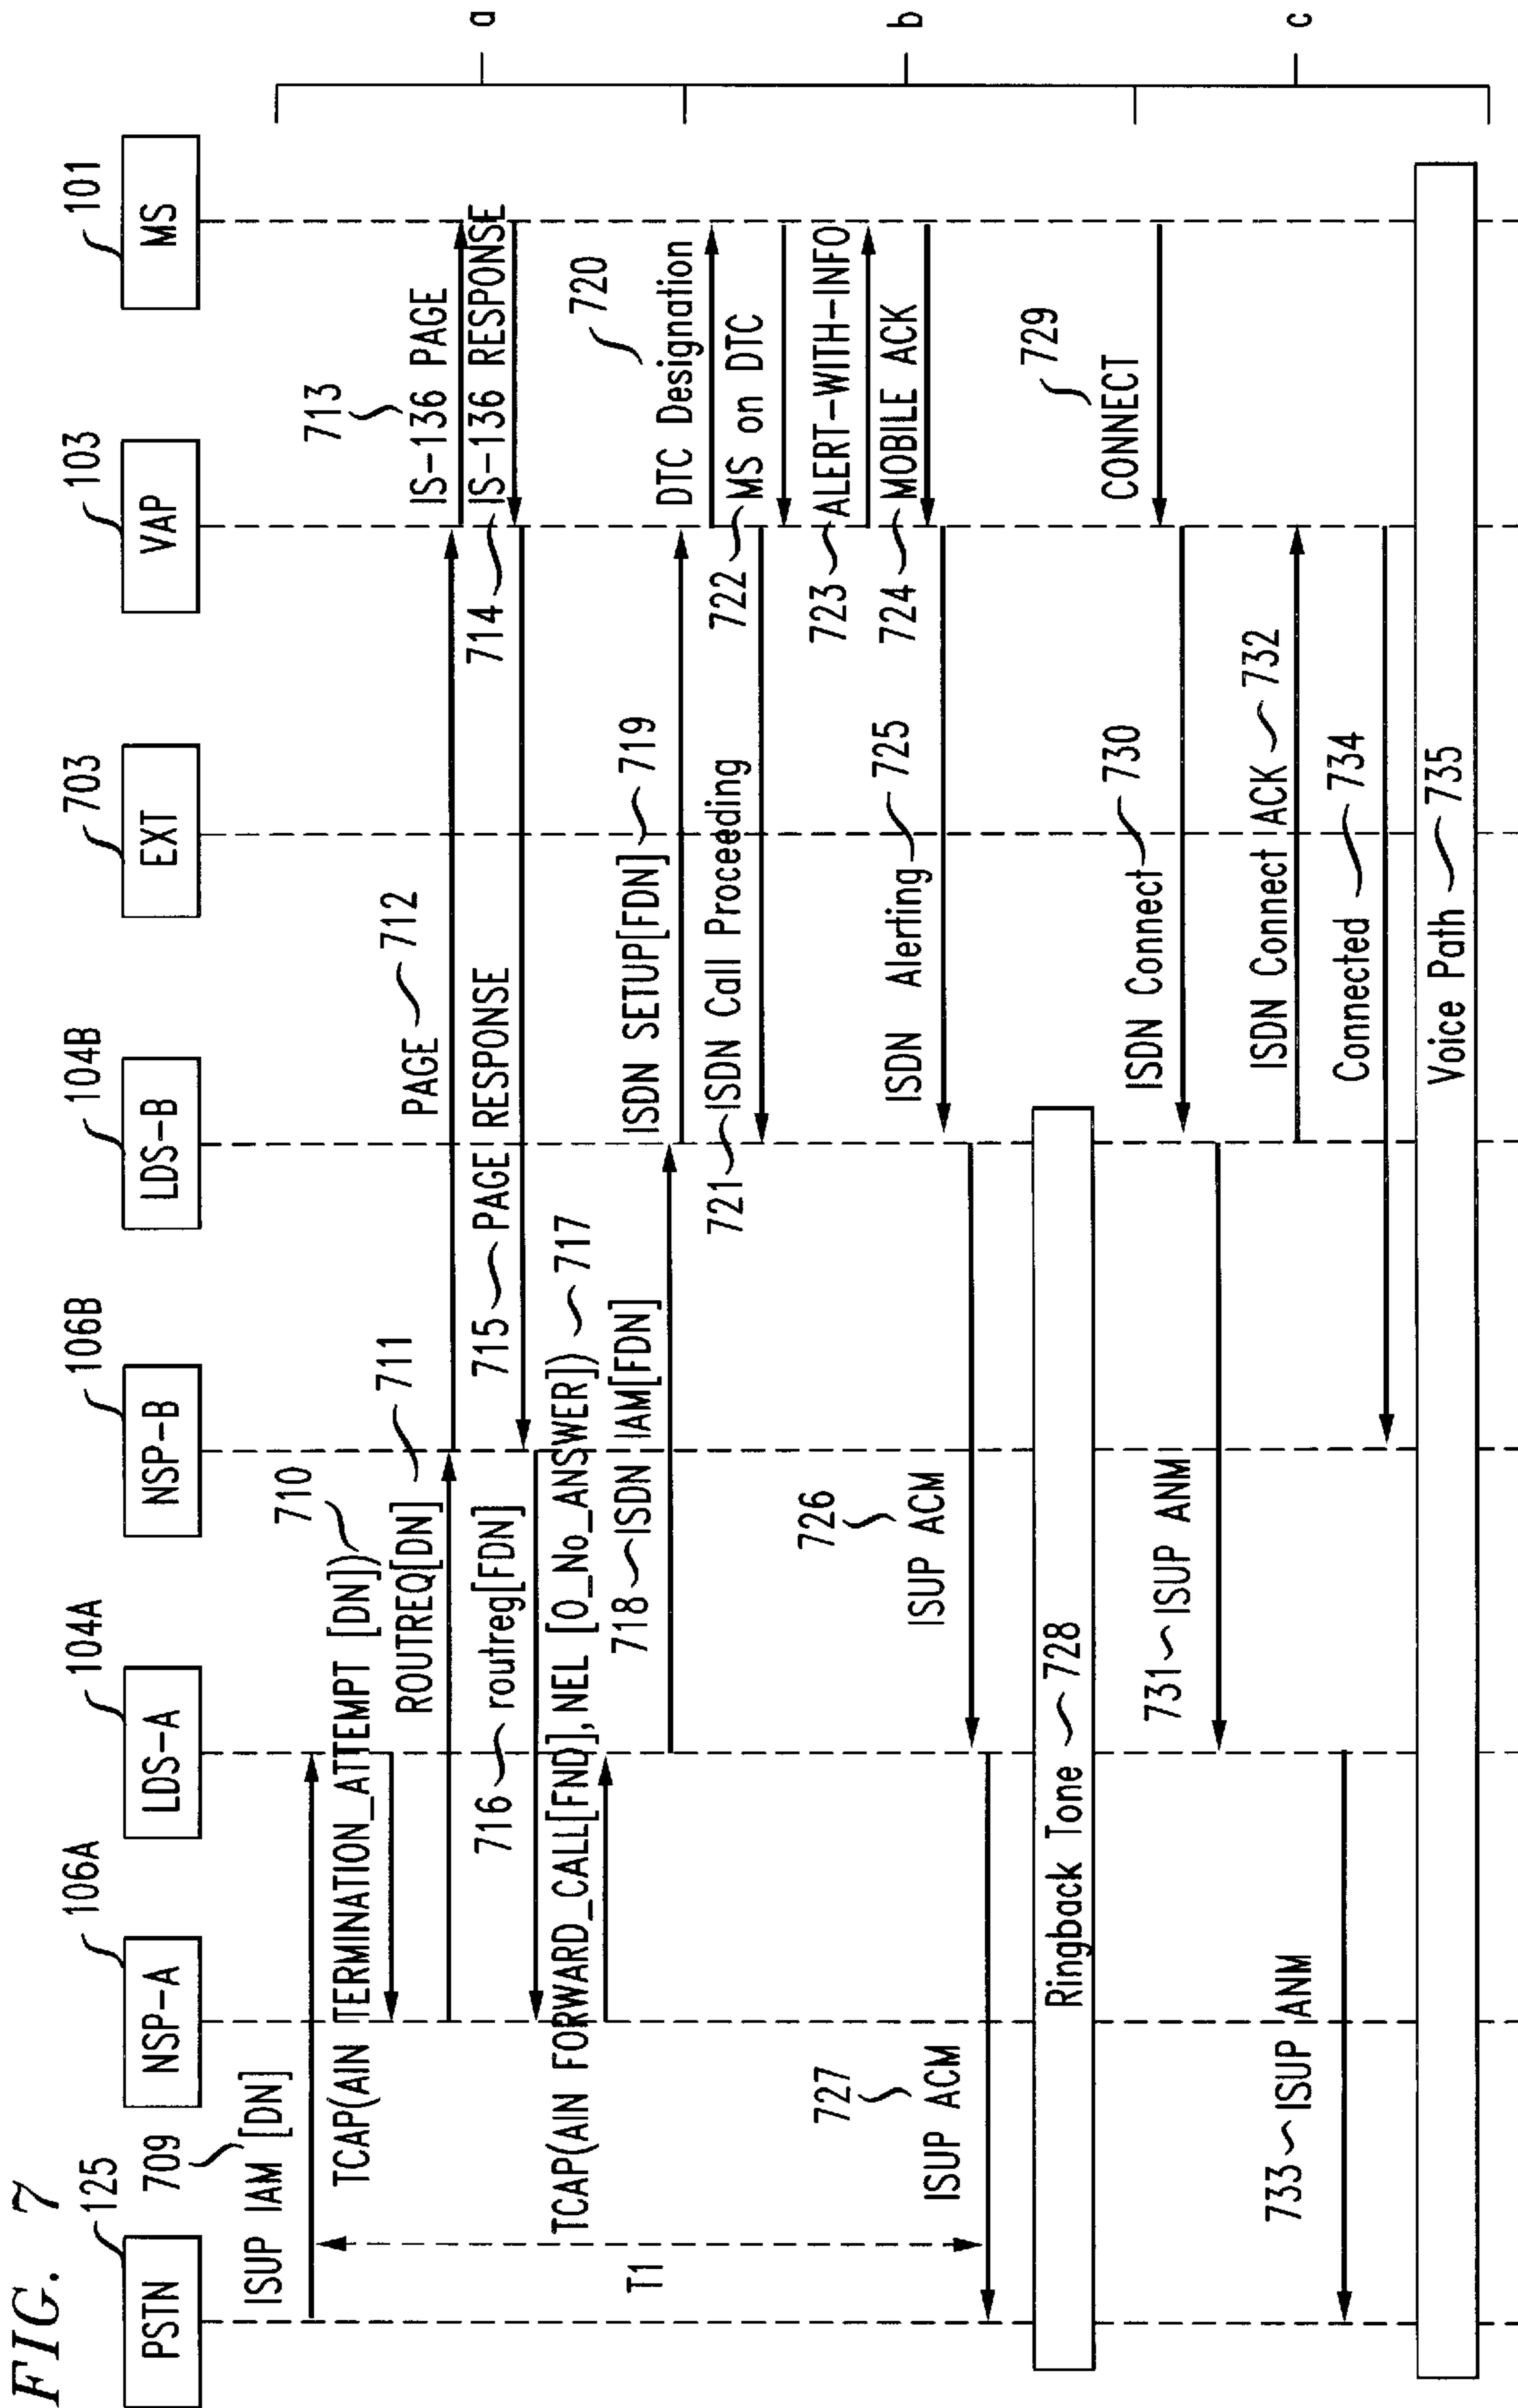 FIG. 7
PSTN
125
NSP-A
106A
LDS-A
104A
NSP-B
106B
LDS-B
104B
EXT
703
VAP
103
MS
101
709
ISUP IAM [DN]
TCAP(AIN TERMINATION_ATTEMPT [DN])
710
ROUTREQ[DN]
711
PAGE
712
713
IS-136 PAGE
714
IS-136 RESPONSE
715
PAGE RESPONSE
716
routreg[FDN]
TCAP(AIN FORWARD_CALL[FND],NEL [O_No_ANSWER])
717
718
ISDN IAM[FDN]
ISDN SETUP[FDN]
719
720
DTC Designation
721
ISDN Call Proceeding
722
MS on DTC
723
ALERT-WITH-INFO
724
MOBILE ACK
ISDN Alerting
725
726
ISUP ACM
727
ISUP ACM
T1
Ringback Tone
728
729
CONNECT
ISDN Connect
730
731
ISUP ANM
ISDN Connect ACK
732
733
ISUP ANM
Connected
734
Voice Path
735
a
b
c